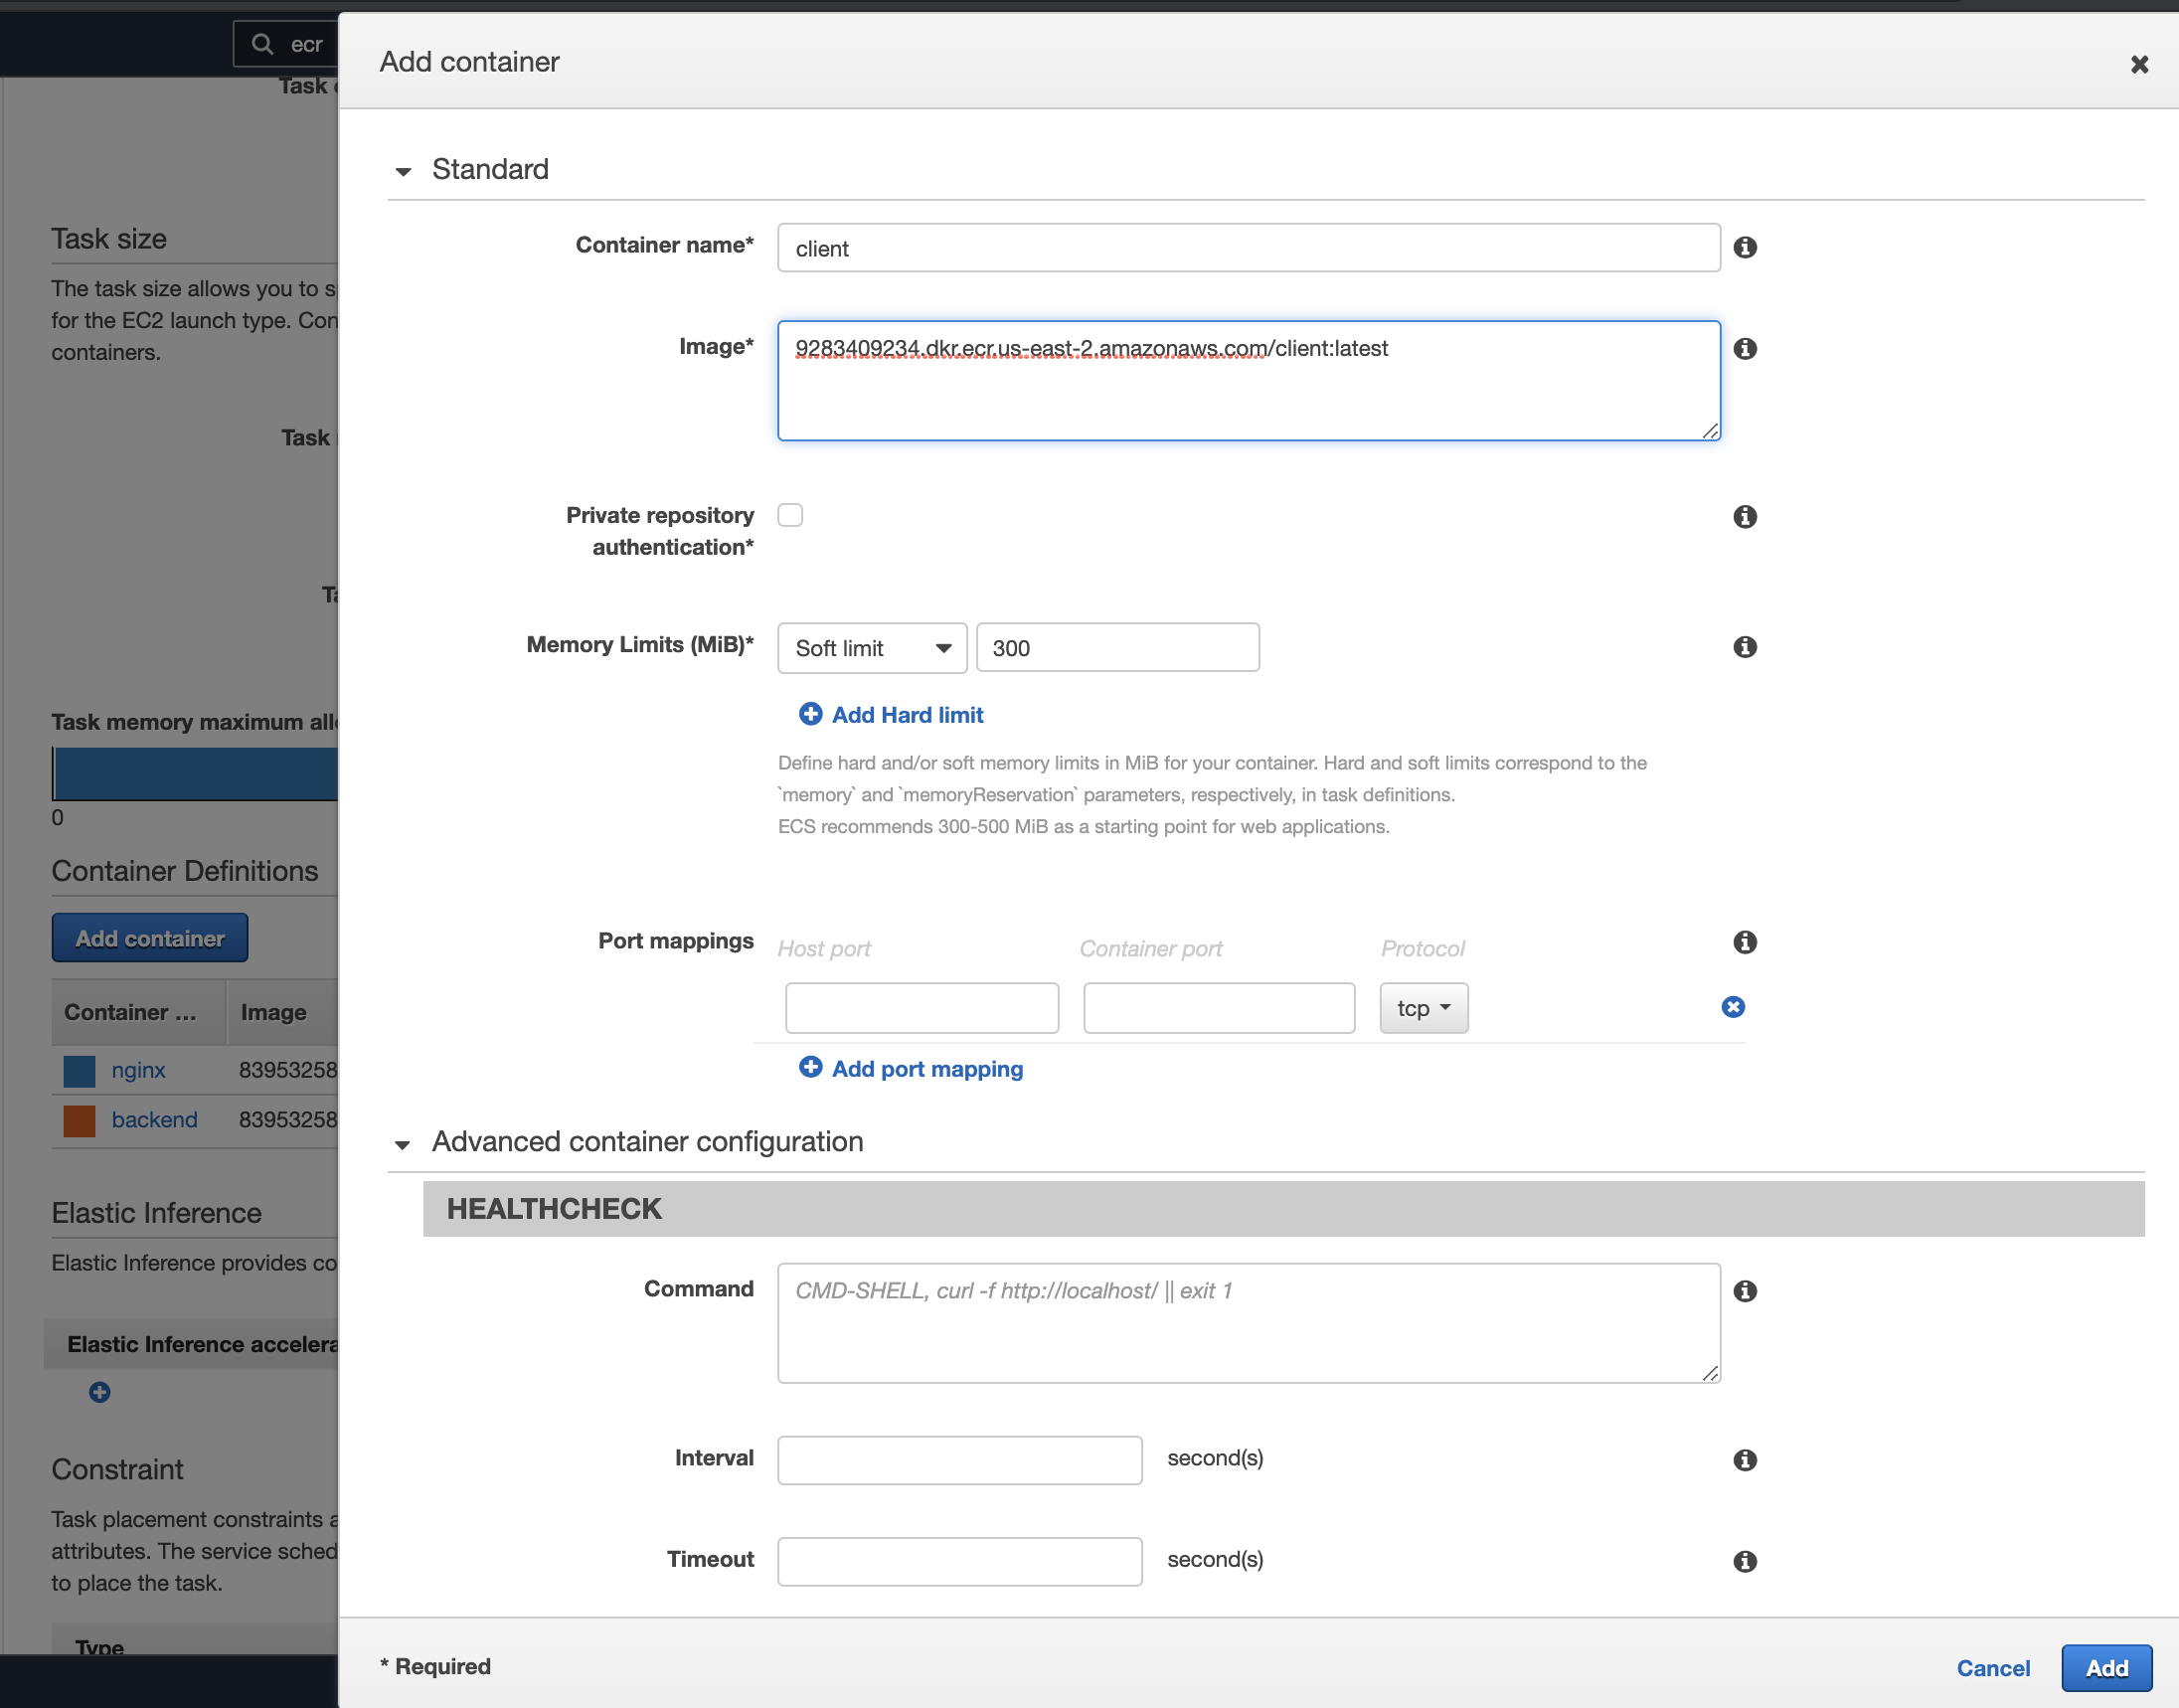 ecr
Add container
Task
Standard
Task size
Container name*
client
The task size allows you to
for the EC2 launch type.
containers.
Image*
9283409234.dkr.ecr.us-east-2.amazonaws.com/client:latest
Task
Private repository
authentication*
Memory Limits (MiB)*
Soft limit
300
Add Hard limit
Task memory maximum
Define hard and/or soft memory limits in MiB for your container. Hard and soft limits correspond to the
`memory` and `memoryReservation` parameters, respectively, in task definitions.
ECS recommends 300-500 MiB as a starting point for web applications.
0
Container Definitions
Add container
Port mappings
Host port
Container port
Protocol
tcp
Add port mapping
Container ...
Image
nginx
83953258
backend
83953258
Advanced container configuration
HEALTHCHECK
Elastic Inference
Elastic Inference provides
Command
CMD-SHELL, curl -f http://localhost/ || exit 1
Elastic Inference
Interval
second(s)
Constraint
Task placement constraints
attributes. The service
to place the task.
Timeout
second(s)
Type
* Required
Cancel
Add